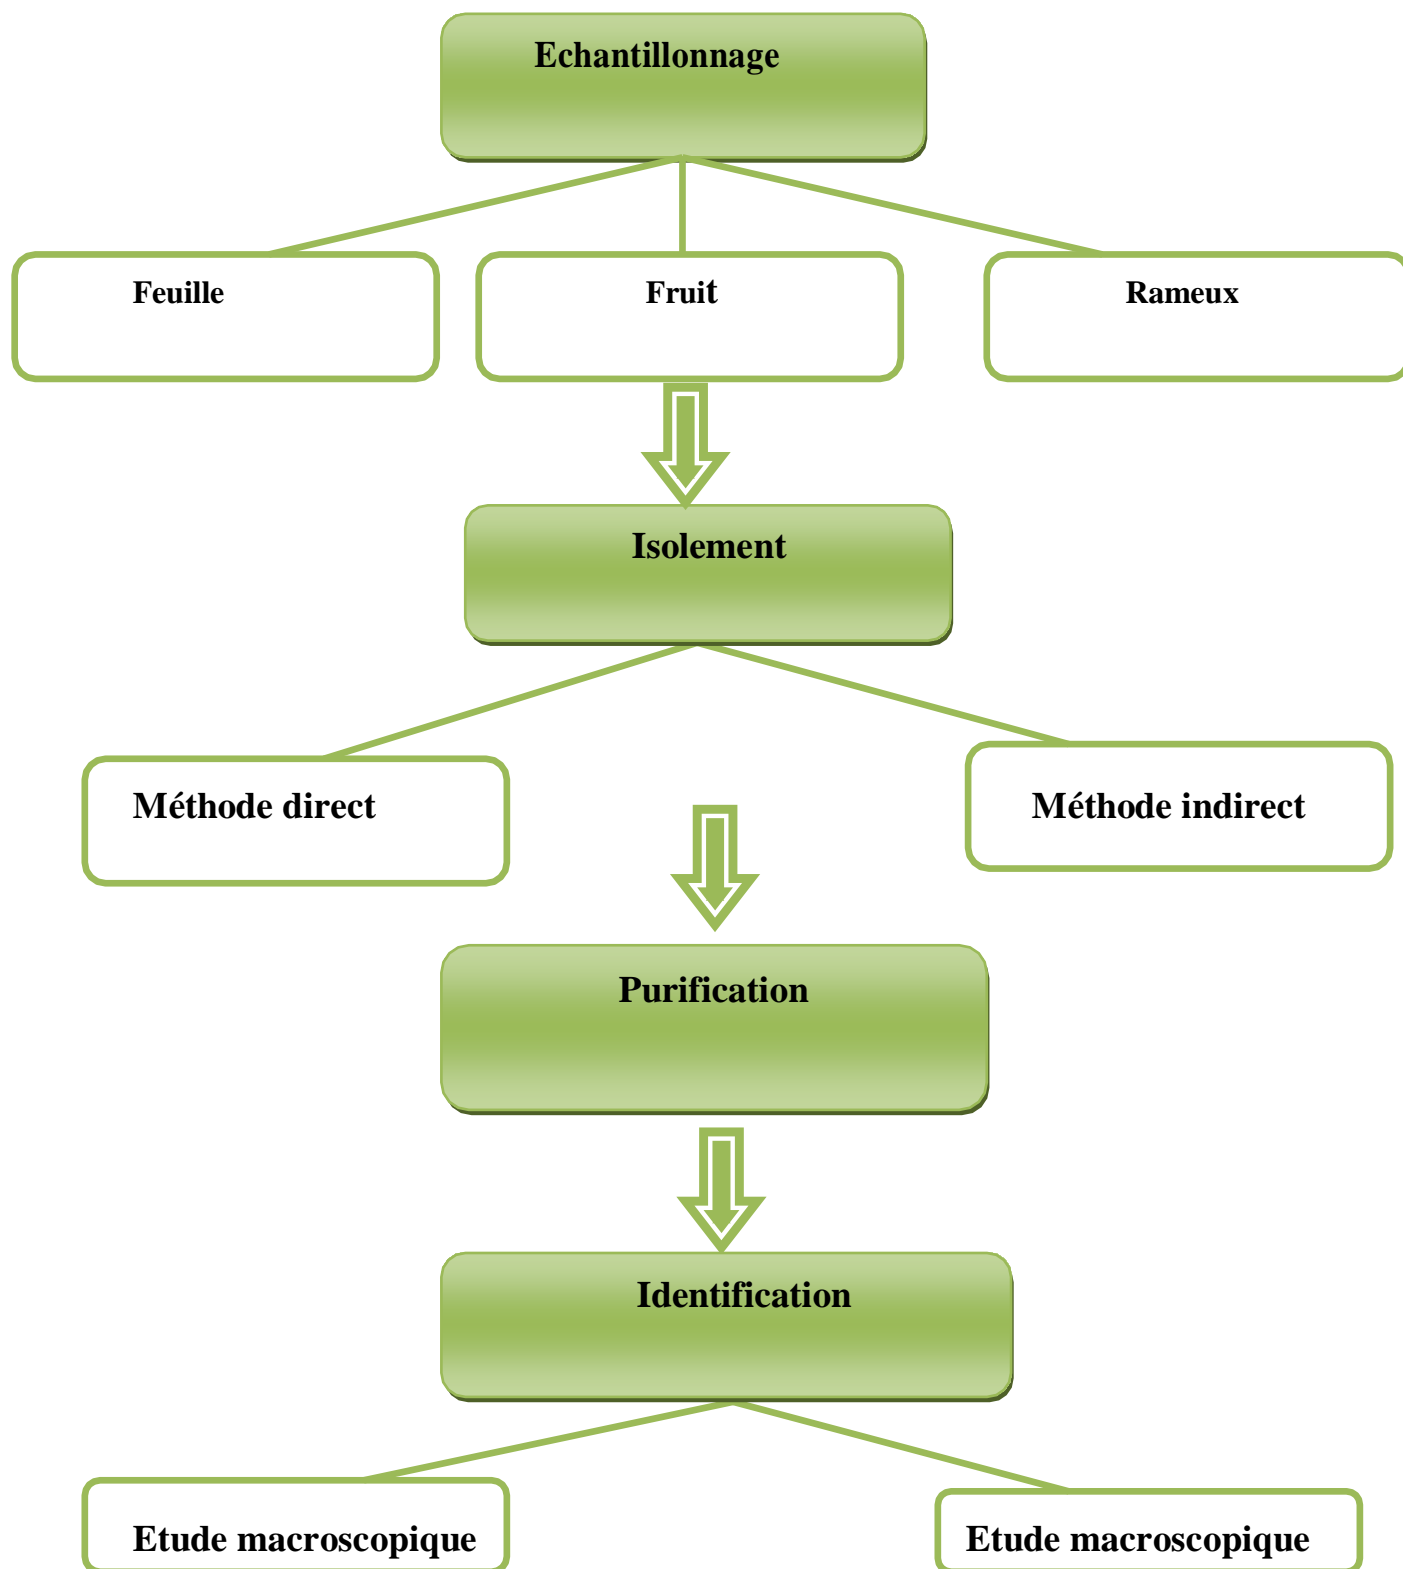 Echantillonnage
Feuille
Fruit
Rameux
Isolement
Méthode direct
Méthode indirect
Purification
Identification
Etude macroscopique
Etude macroscopique